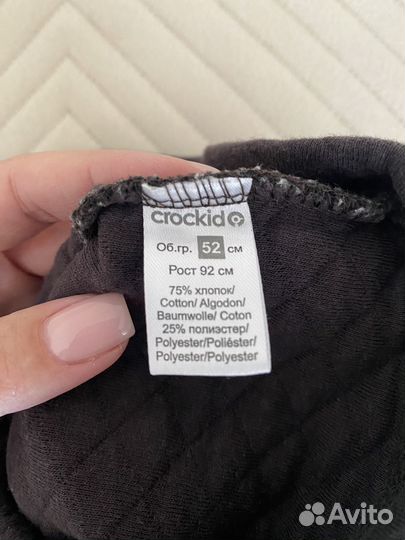 crockid
Об.гр. 52 см
Рост 92 см
75% хлопок/
Cotton/ Algodon/
Baumwolle/ Coton
25% полиэстер/
Polyester/Poliéster/
Polyester/Polyester
Avito